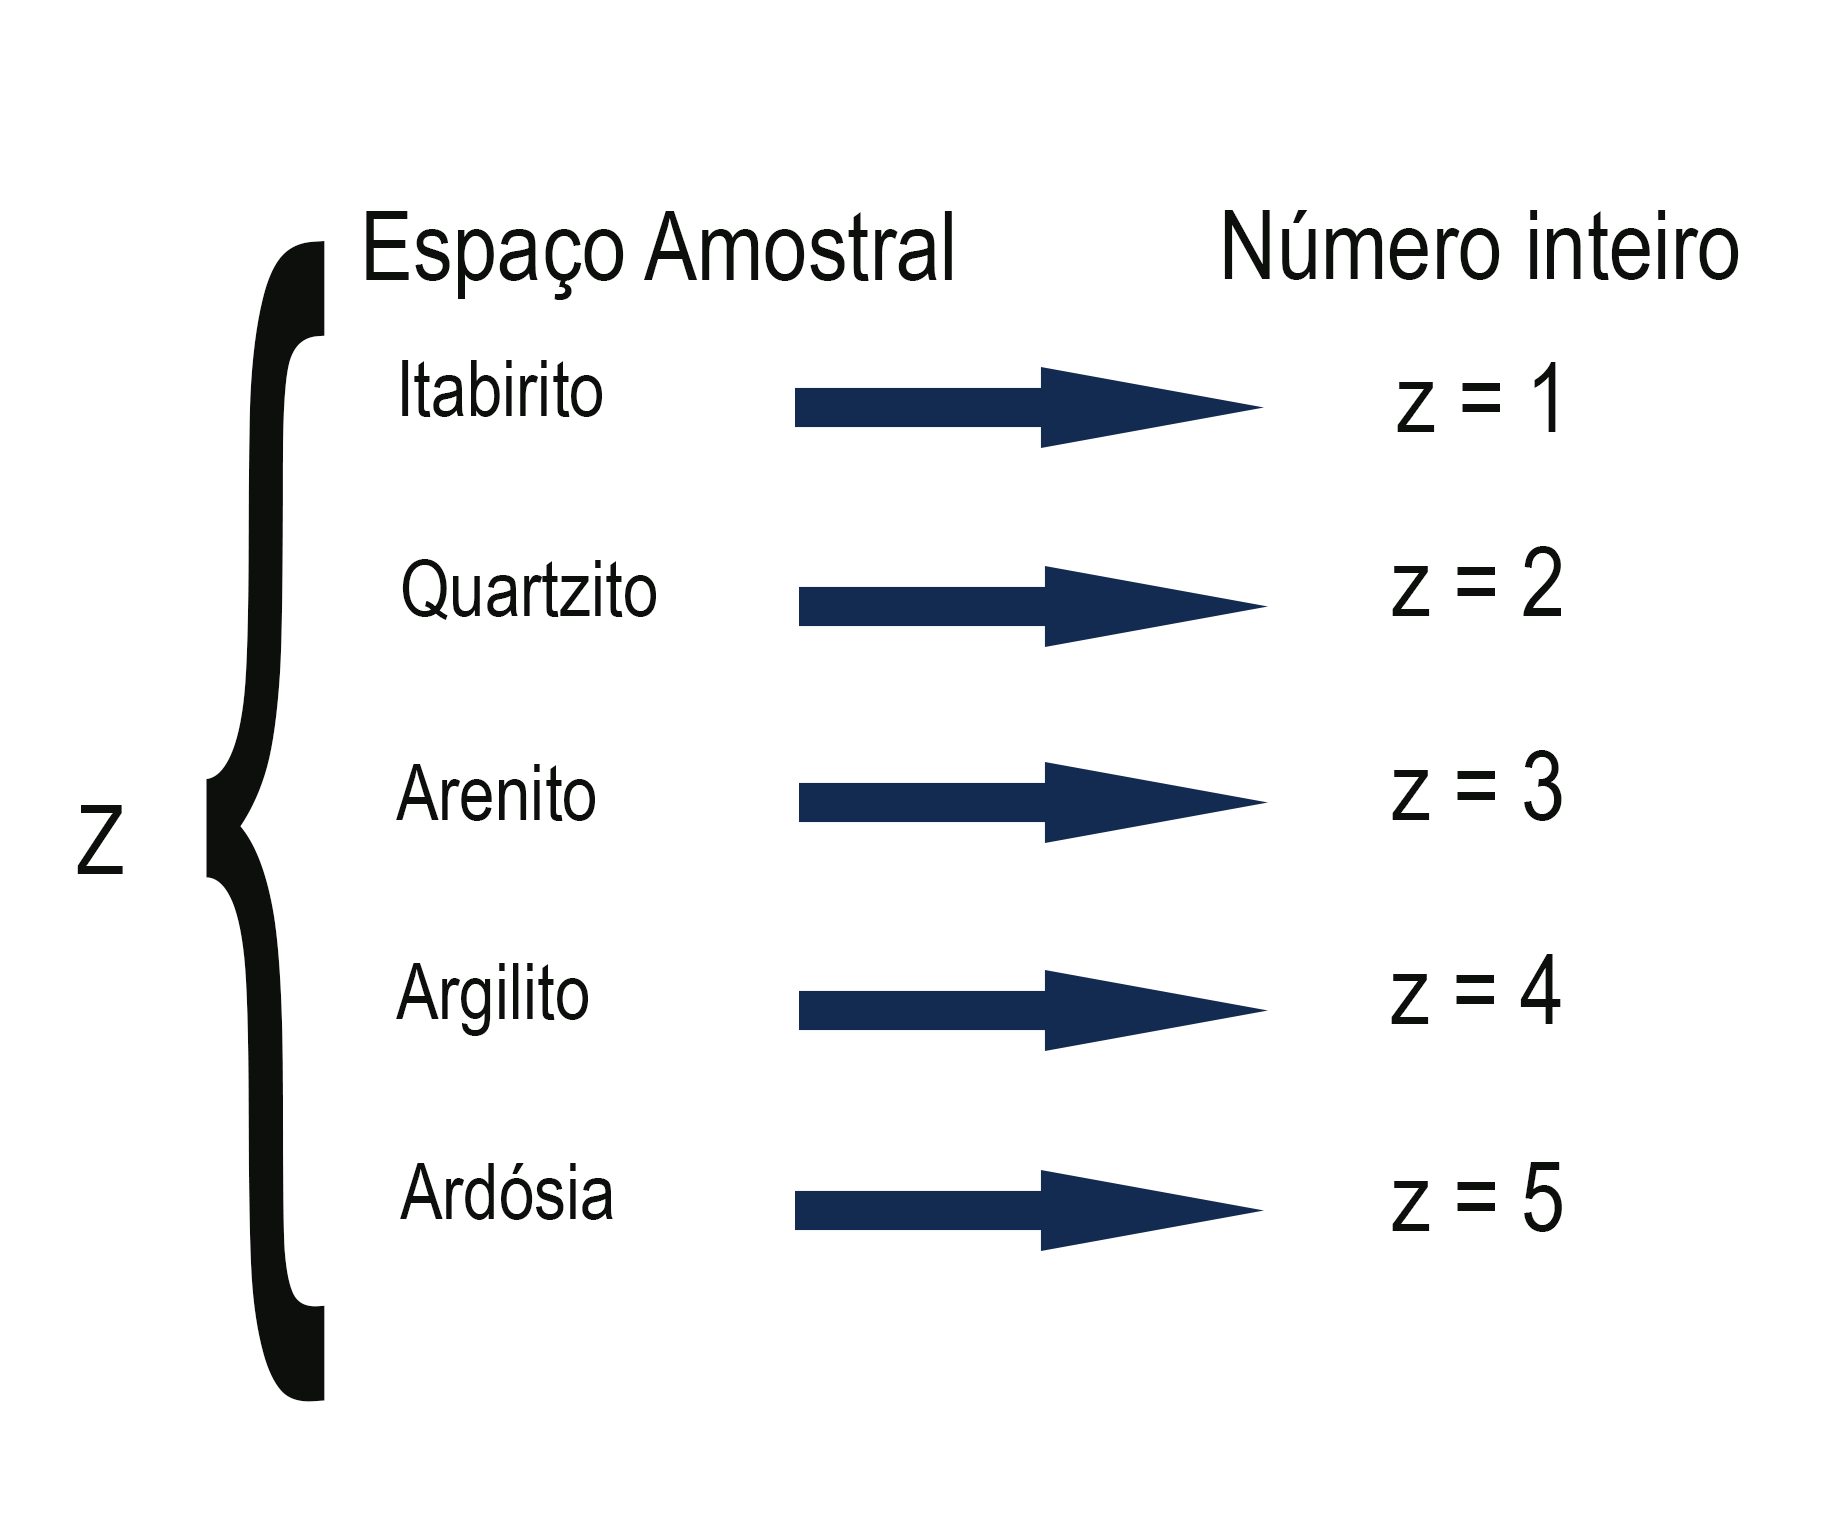 Espaço Amostral Número inteiro
Itabirito z = 1
Quartzito z = 2
Arenito z = 3
z
Argilito z = 4
Ardósia z = 5